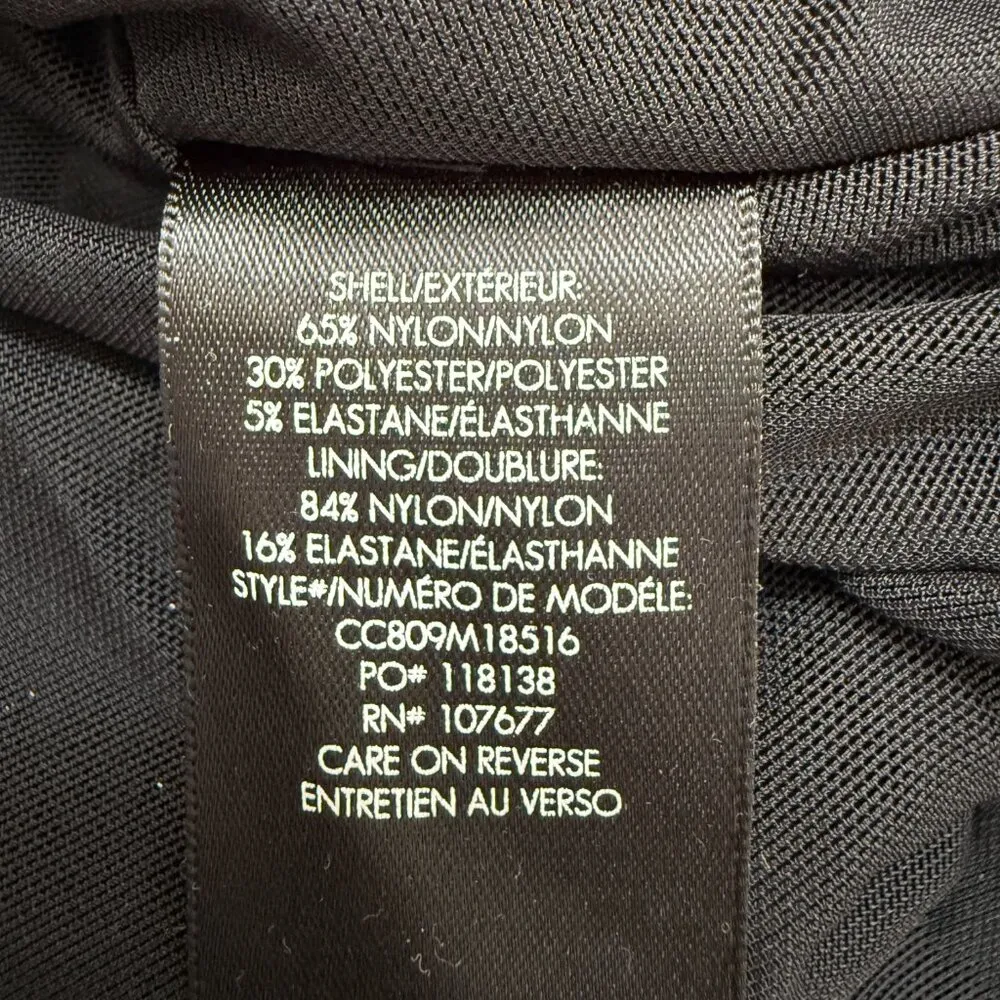 SHELL/EXTÉRIEUR:
65% NYLON/NYLON
30% POLYESTER/POLYESTER
5% ELASTANE/ÉLASTHANNE
LINING/DOUBLURE:
84% NYLON/NYLON
16% ELASTANE/ÉLASTHANNE
STYLE#/NUMÉRO DE MODÉLE:
CC809M18516
PO# 118138
RN# 107677
CARE ON REVERSE
ENTRETIEN AU VERSO